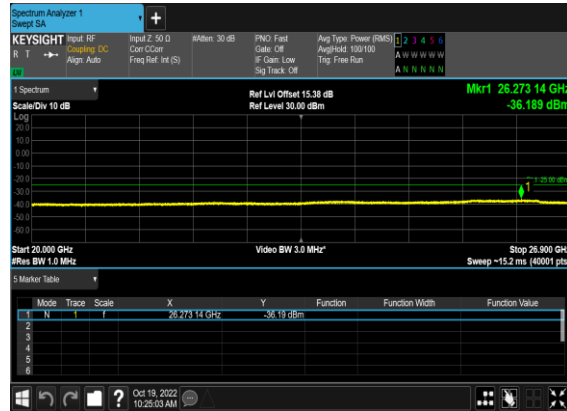 Spectrum Analyzer 1
Swept SA
+
KEYSIGHT Input: RF Input Z: 50 Ω #Atten: 30 dB PNO: Fast Avg Type: Power (RMS) 1 2 3 4 5 6
R T Coupling: DC Corr CCorr Gate: Off Avg|Hold: 100/100 A W W W W W
Align: Auto Freq Ref: Int (S) IF Gain: Low Trig: Free Run
Sig Track: Off A N N N N N
1 Spectrum Ref Lvl Offset 15.38 dB Mkr1 26.273 14 GHz
Scale/Div 10 dB Ref Level 30.00 dBm -36.189 dBm
Log
20.0
10.0
0.00
-10.0
-20.0
-30.0
-40.0
-50.0
-60.0
1
-25.00 dBm
Start 20.000 GHz Video BW 3.0 MHz* Stop 26.900 GHz
#Res BW 1.0 MHz Sweep ~15.2 ms (40001 pts
5 Marker Table
Mode Trace Scale X Y Function Function Width Function Value
1 N 1 f 26.273 14 GHz -36.19 dBm
2
3
4
5
6
? Oct 19, 2022
10:25:03 AM